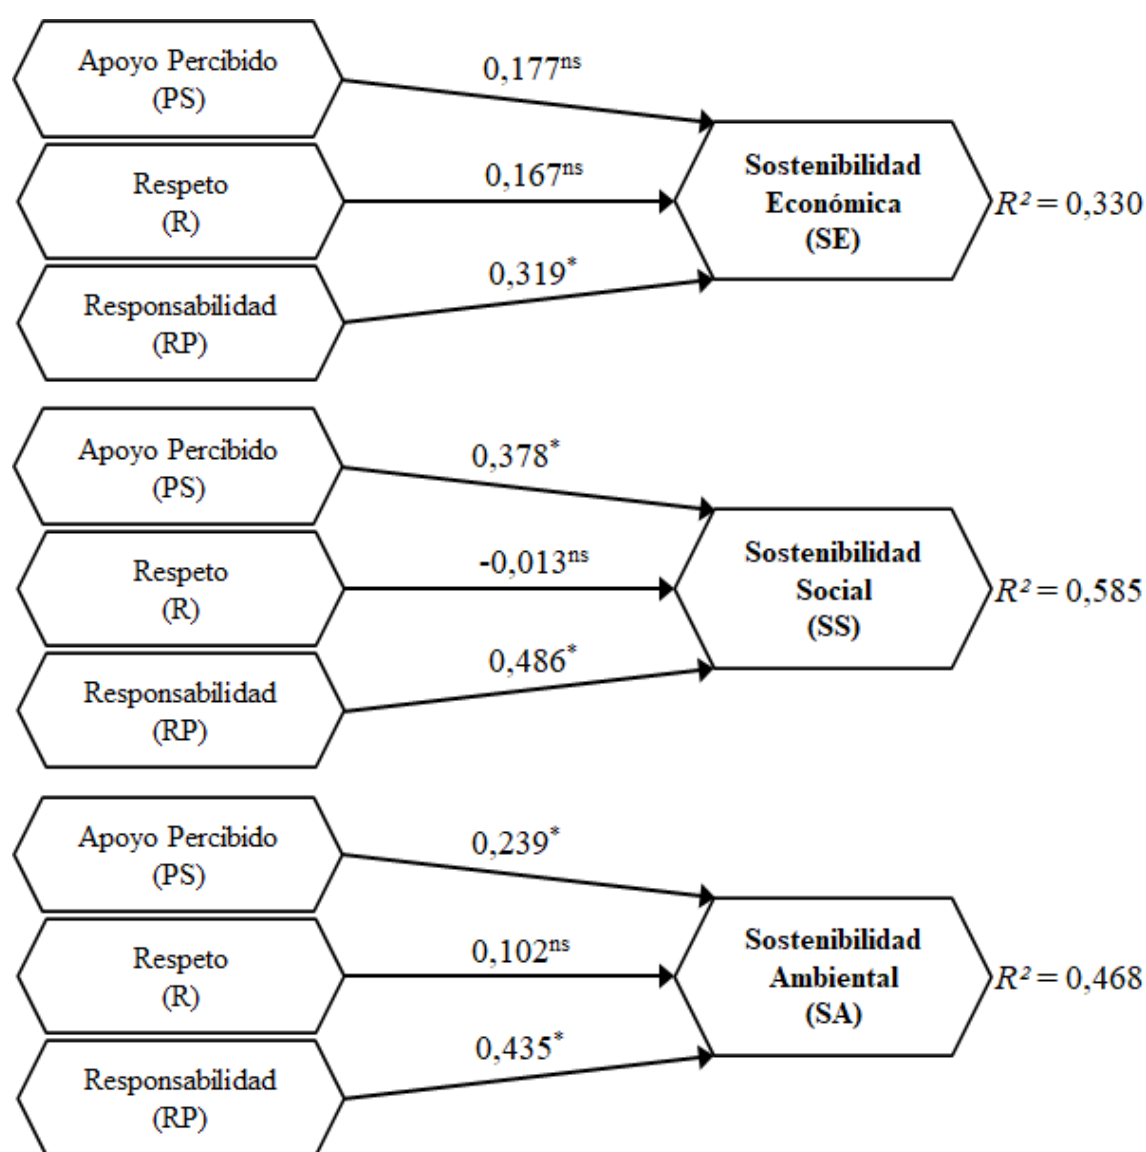 Apoyo Percibido
(PS)
0,177ns
Respeto
(R)
0,167ns
Responsabilidad
(RP)
0,319*
Sostenibilidad
Económica
(SE)
R² = 0,330
Apoyo Percibido
(PS)
0,378*
Respeto
(R)
-0,013ns
Responsabilidad
(RP)
0,486*
Sostenibilidad
Social
(SS)
R² = 0,585
Apoyo Percibido
(PS)
0,239*
Respeto
(R)
0,102ns
Responsabilidad
(RP)
0,435*
Sostenibilidad
Ambiental
(SA)
R² = 0,468